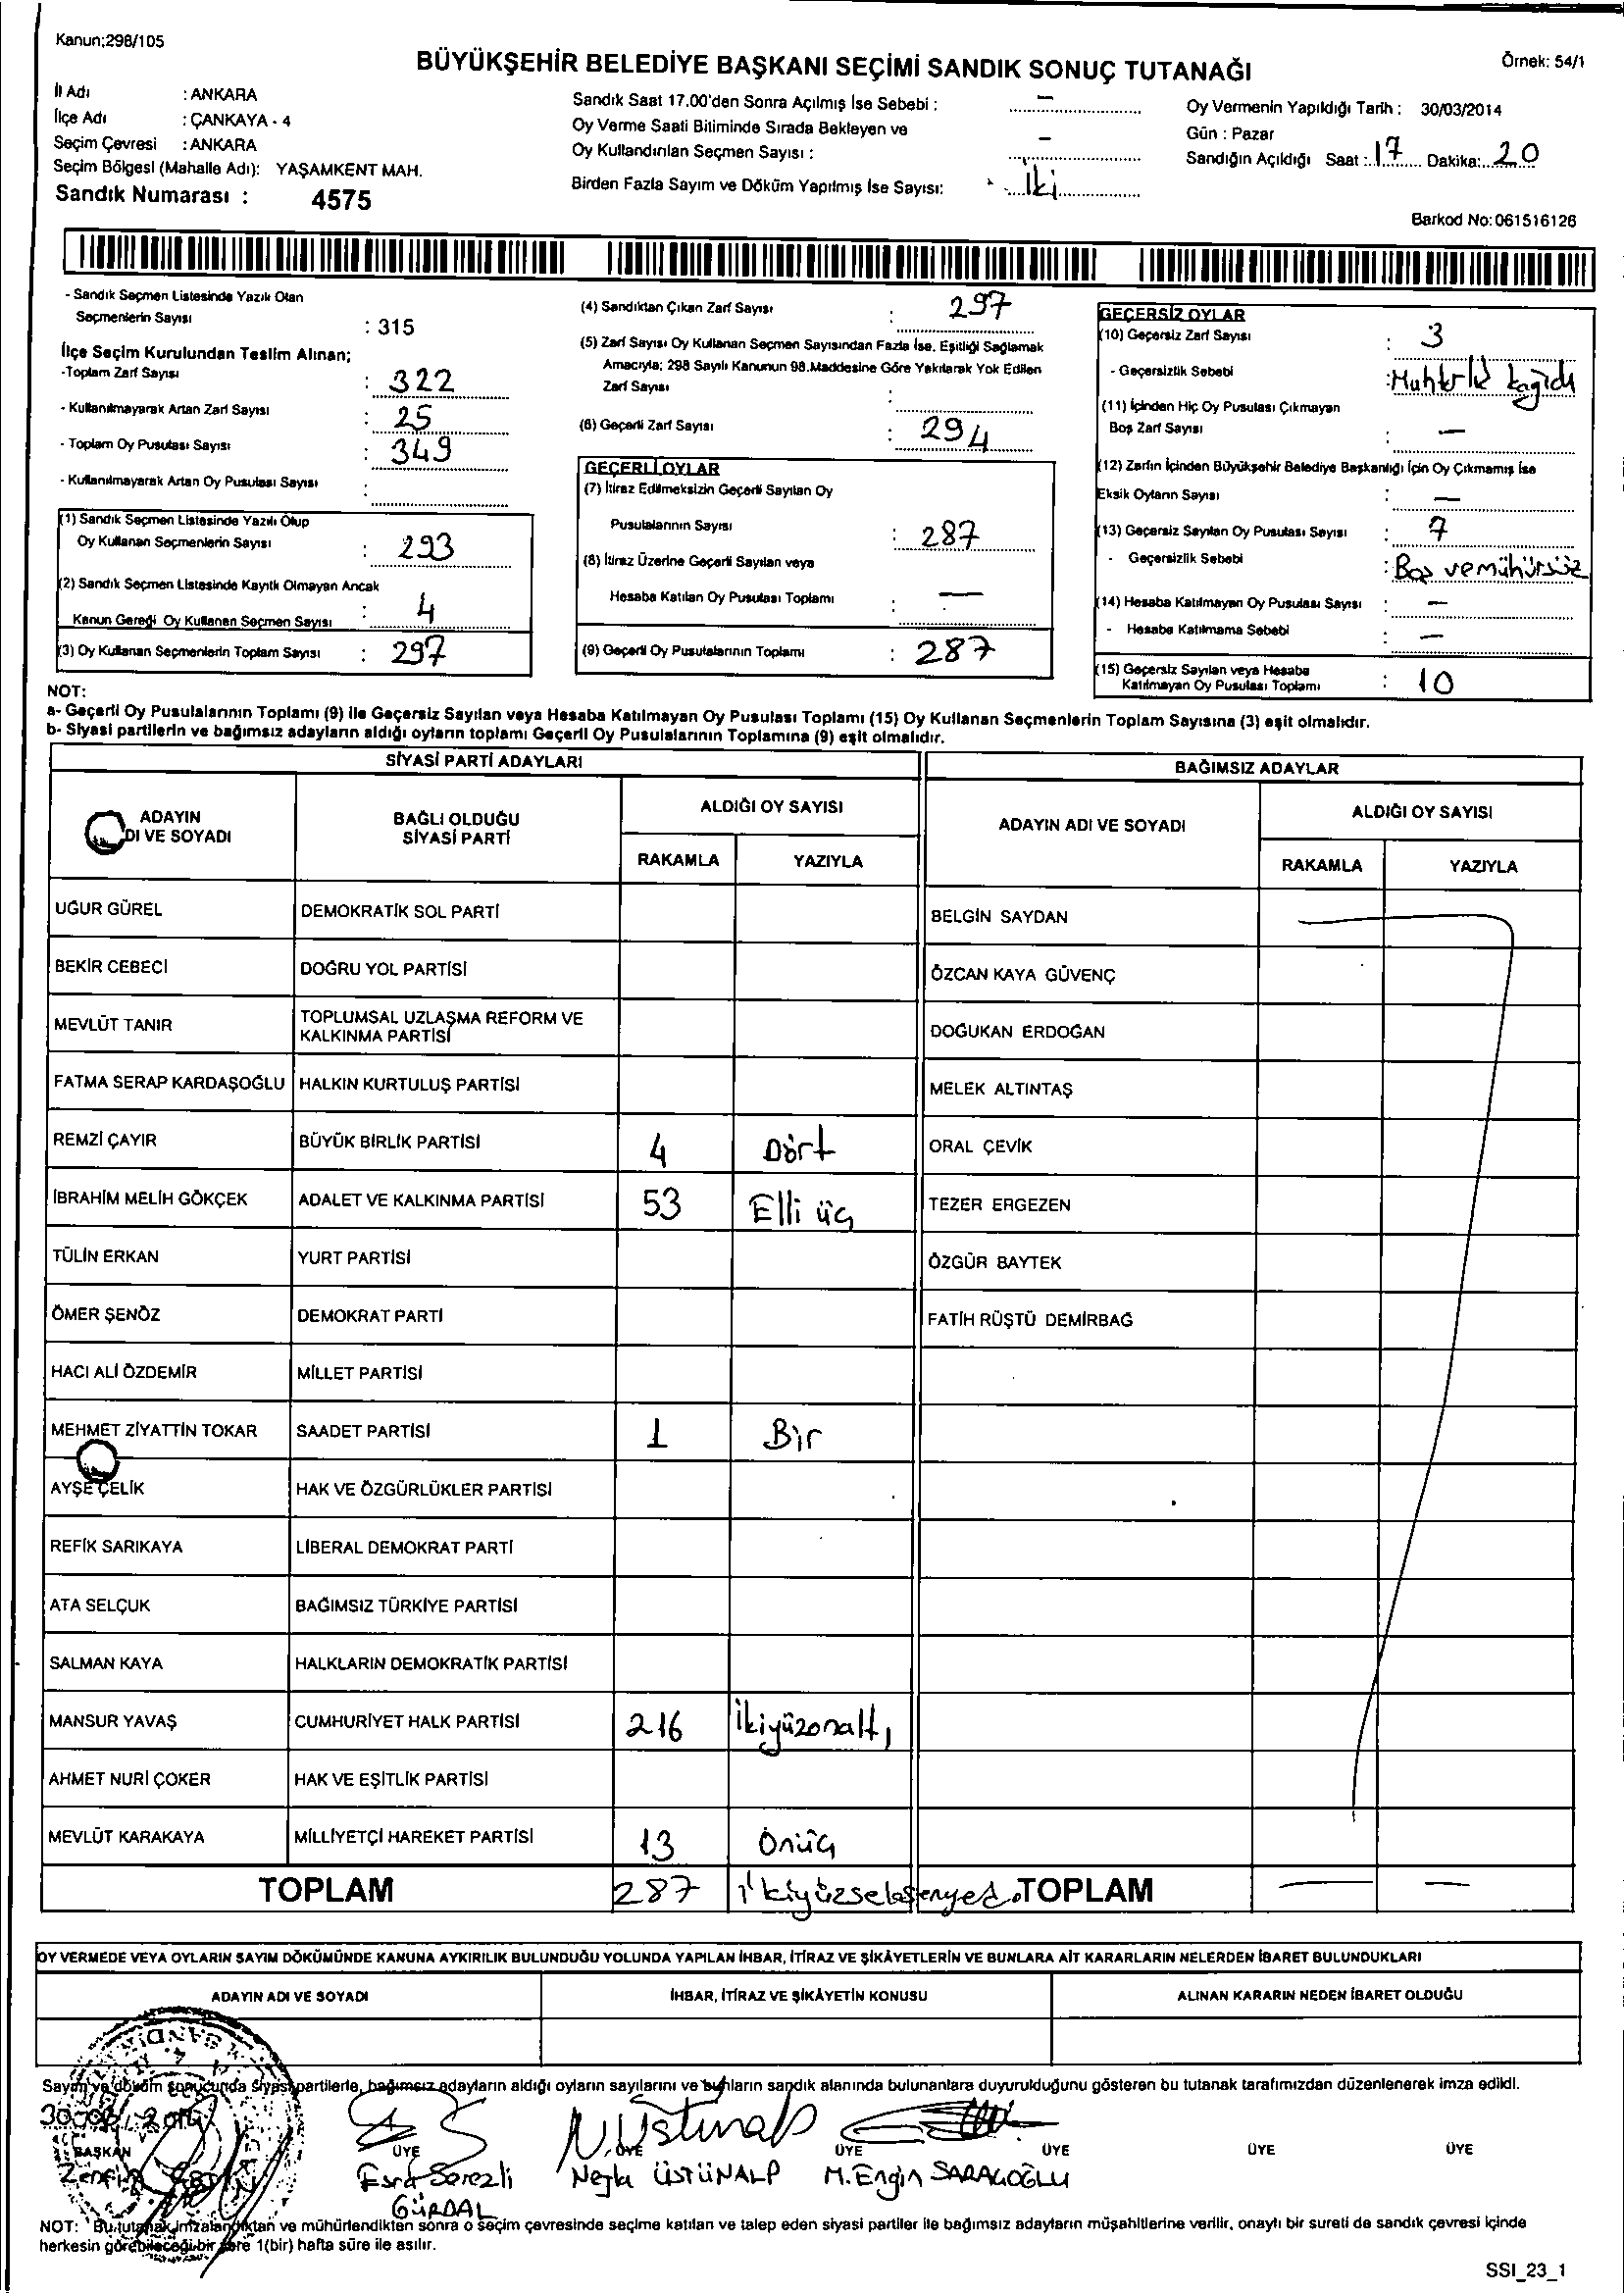 Kanun;298/105
BÜYÜKŞEHİR BELEDİYE BAŞKANI SEÇİMİ SANDIK SONUÇ TUTANAĞI
Örnek: 54/1
İl Adı : ANKARA
İlçe Adı : ÇANKAYA - 4
Seçim Çevresi : ANKARA
Seçim Bölgesi (Mahalle Adı): YAŞAMKENT MAH.
Sandık Numarası : 4575
Sandık Saat 17.00'den Sonra Açılmış İse Sebebi : —
Oy Verme Saati Bitiminde Sırada Bekleyen ve
Oy Kullandırılan Seçmen Sayısı : —
Birden Fazla Sayım ve Döküm Yapılmış İse Sayısı: İki
Oy Vermenin Yapıldığı Tarih : 30/03/2014
Gün : Pazar
Sandığın Açıldığı Saat : 17 Dakika: 20
Barkod No: 061516126
- Sandık Seçmen Listesinde Yazılı Olan
Seçmenlerin Sayısı : 315
İlçe Seçim Kurulundan Teslim Alınan;
-Toplam Zarf Sayısı : 322
- Kullanılmayarak Artan Zarf Sayısı : 25
- Toplam Oy Pusulası Sayısı : 349
- Kullanılmayarak Artan Oy Pusulası Sayısı :
(1) Sandık Seçmen Listesinde Yazılı Olup
Oy Kullanan Seçmenlerin Sayısı : 293
(2) Sandık Seçmen Listesinde Kayıtlı Olmayan Ancak
Kanun Gereği Oy Kullanan Seçmen Sayısı : 4
(3) Oy Kullanan Seçmenlerin Toplam Sayısı : 297
(4) Sandıktan Çıkan Zarf Sayısı : 297
(5) Zarf Sayısı Oy Kullanan Seçmen Sayısından Fazla İse, Eşitliği Sağlamak
Amacıyla; 298 Sayılı Kanunun 98.Maddesine Göre Yakılarak Yok Edilen
Zarf Sayısı :
(6) Geçerli Zarf Sayısı : 294
GEÇERLİ OYLAR
(7) İtiraz Edilmeksizin Geçerli Sayılan Oy
Pusulalarının Sayısı : 287
(8) İtiraz Üzerine Geçerli Sayılan veya
Hesaba Katılan Oy Pusulası Toplamı : —
(9) Geçerli Oy Pusulalarının Toplamı : 287
GEÇERSİZ OYLAR
(10) Geçersiz Zarf Sayısı : 3
- Geçersizlik Sebebi : Muhtarlık kağıdı
(11) İçinden Hiç Oy Pusulası Çıkmayan
Boş Zarf Sayısı : —
(12) Zarfın İçinden Büyükşehir Belediye Başkanlığı İçin Oy Çıkmamış İse
Eksik Oyların Sayısı : —
(13) Geçersiz Sayılan Oy Pusulası Sayısı : 7
- Geçersizlik Sebebi : Boş ve mühürsüz
(14) Hesaba Katılmayan Oy Pusulası Sayısı : —
- Hesaba Katılmama Sebebi : —
(15) Geçersiz Sayılan veya Hesaba
Katılmayan Oy Pusulası Toplamı : 10
NOT:
a- Geçerli Oy Pusulalarının Toplamı (9) ile Geçersiz Sayılan veya Hesaba Katılmayan Oy Pusulası Toplamı (15) Oy Kullanan Seçmenlerin Toplam Sayısına (3) eşit olmalıdır.
b- Siyasi partilerin ve bağımsız adayların aldığı oyların toplamı Geçerli Oy Pusulalarının Toplamına (9) eşit olmalıdır.
SİYASİ PARTİ ADAYLARI
ADAYIN
DI VE SOYADI
BAĞLI OLDUĞU
SİYASİ PARTİ
ALDIĞI OY SAYISI
RAKAMLA YAZIYLA
UĞUR GÜREL DEMOKRATİK SOL PARTİ
BEKİR CEBECİ DOĞRU YOL PARTİSİ
MEVLÜT TANIR TOPLUMSAL UZLAŞMA REFORM VE
KALKINMA PARTİSİ
FATMA SERAP KARDAŞOĞLU HALKIN KURTULUŞ PARTİSİ
REMZİ ÇAYIR BÜYÜK BİRLİK PARTİSİ 4 Dört
İBRAHİM MELİH GÖKÇEK ADALET VE KALKINMA PARTİSİ 53 Elli üç
TÜLİN ERKAN YURT PARTİSİ
ÖMER ŞENÖZ DEMOKRAT PARTİ
HACI ALİ ÖZDEMİR MİLLET PARTİSİ
MEHMET ZİYATTİN TOKAR SAADET PARTİSİ 1 Bir
AYŞE ÇELİK HAK VE ÖZGÜRLÜKLER PARTİSİ
REFİK SARIKAYA LİBERAL DEMOKRAT PARTİ
ATA SELÇUK BAĞIMSIZ TÜRKİYE PARTİSİ
SALMAN KAYA HALKLARIN DEMOKRATİK PARTİSİ
MANSUR YAVAŞ CUMHURİYET HALK PARTİSİ 216 İkiyüzonaltı
AHMET NURİ ÇOKER HAK VE EŞİTLİK PARTİSİ
MEVLÜT KARAKAYA MİLLİYETÇİ HAREKET PARTİSİ 13 Onüç
TOPLAM 287 ikiyüzseksenyedi
BAĞIMSIZ ADAYLAR
ADAYIN ADI VE SOYADI
ALDIĞI OY SAYISI
RAKAMLA YAZIYLA
BELGİN SAYDAN
ÖZCAN KAYA GÜVENÇ
DOĞUKAN ERDOĞAN
MELEK ALTINTAŞ
ORAL ÇEVİK
TEZER ERGEZEN
ÖZGÜR BAYTEK
FATİH RÜŞTÜ DEMİRBAĞ
TOPLAM — —
OY VERMEDE VEYA OYLARIN SAYIM DÖKÜMÜNDE KANUNA AYKIRILIK BULUNDUĞU YOLUNDA YAPILAN İHBAR, İTİRAZ VE ŞİKÂYETLERİN VE BUNLARA AİT KARARLARIN NELERDEN İBARET BULUNDUKLARI
ADAYIN ADI VE SOYADI İHBAR, İTİRAZ VE ŞİKÂYETİN KONUSU ALINAN KARARIN NEDEN İBARET OLDUĞU
Sayım ve döküm sonucunda siyasi partilerle, bağımsız adayların aldığı oyların sayılarını ve bunların sandık alanında bulunanlara duyurulduğunu gösteren bu tutanak tarafımızdan düzenlenerek imza edildi.
BAŞKAN ÜYE ÜYE ÜYE ÜYE ÜYE ÜYE
N.Üstünalp
Esra Serezli Nejla ÜSTÜNALP M.Engin SARAÇOĞLU
GÜRDAL
NOT: Bu tutanak imzalandıktan ve mühürlendikten sonra o seçim çevresinde seçime katılan ve talep eden siyasi partiler ile bağımsız adayların müşahitlerine verilir, onaylı bir sureti de sandık çevresi içinde
herkesin görebileceği bir yere 1(bir) hafta süre ile asılır.
SSI_23_1